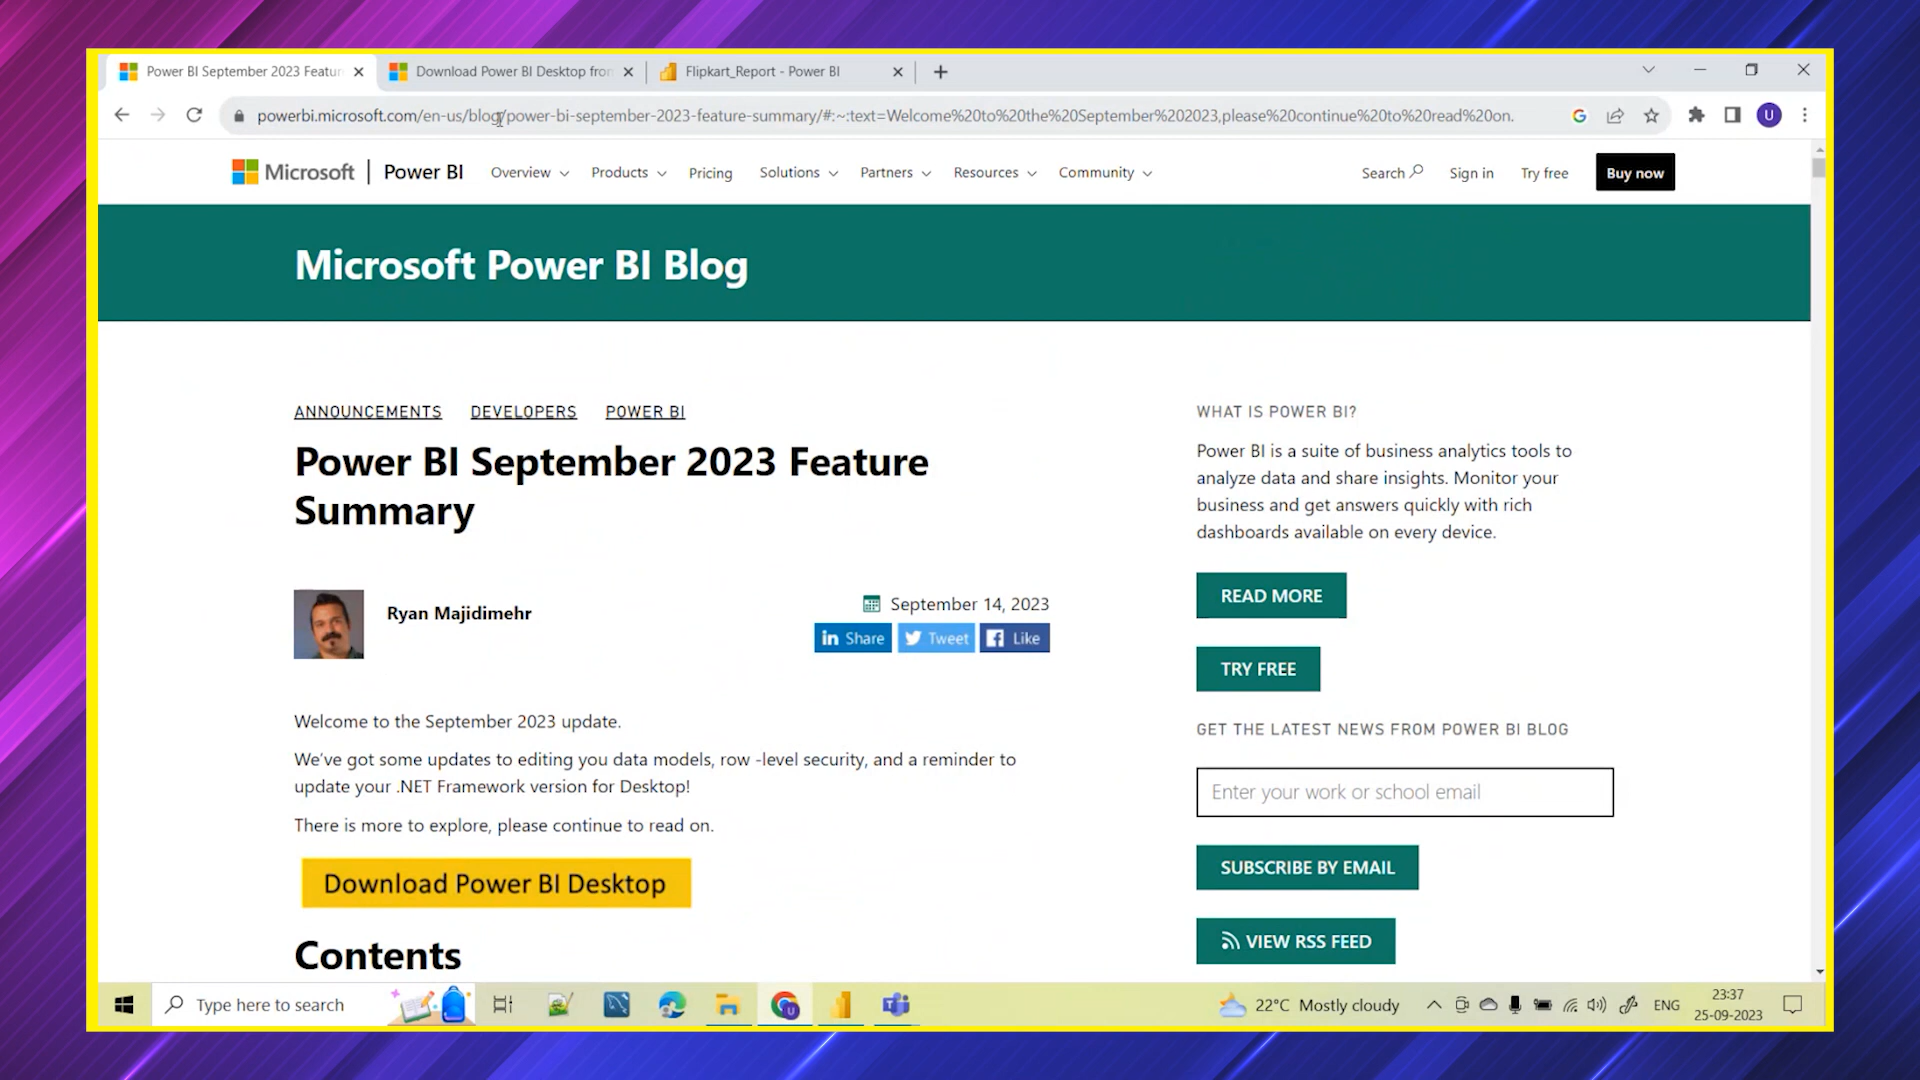 Power BI September 2023 Featur
Download Power BI Desktop fron
Flipkart_Report - Power BI
powerbi.microsoft.com/en-us/blog/power-bi-september-2023-feature-summary/#:~:text=Welcome%20to%20the%20September%202023,please%20continue%20to%20read%20on.
U
Microsoft
Power BI
Overview
Products
Pricing
Solutions
Partners
Resources
Community
Search
Sign in
Try free
Buy now
Microsoft Power BI Blog
ANNOUNCEMENTS
DEVELOPERS
POWER BI
Power BI September 2023 Feature
Summary
Ryan Majidimehr
September 14, 2023
in Share
Tweet
Like
Welcome to the September 2023 update.
We've got some updates to editing you data models, row -level security, and a reminder to
update your .NET Framework version for Desktop!
There is more to explore, please continue to read on.
Download Power BI Desktop
Contents
WHAT IS POWER BI?
Power BI is a suite of business analytics tools to
analyze data and share insights. Monitor your
business and get answers quickly with rich
dashboards available on every device.
READ MORE
TRY FREE
GET THE LATEST NEWS FROM POWER BI BLOG
Enter your work or school email
SUBSCRIBE BY EMAIL
VIEW RSS FEED
Type here to search
22°C Mostly cloudy
ENG
23:37
25-09-2023